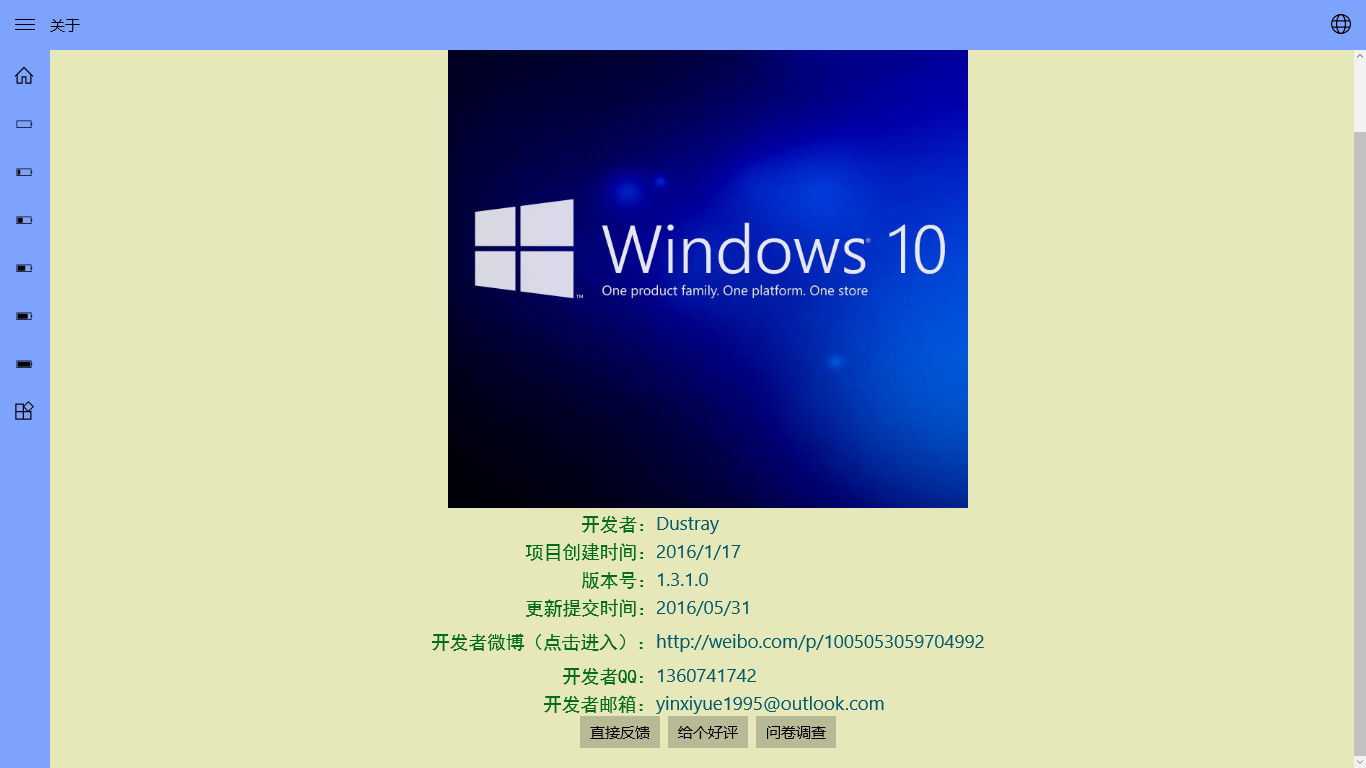 关于
Windows® 10
™
One product family. One platform. One store
开发者：Dustray
项目创建时间：2016/1/17
版本号：1.3.1.0
更新提交时间：2016/05/31
开发者微博（点击进入）：http://weibo.com/p/1005053059704992
开发者QQ：1360741742
开发者邮箱：yinxiyue1995@outlook.com
直接反馈 给个好评 问卷调查